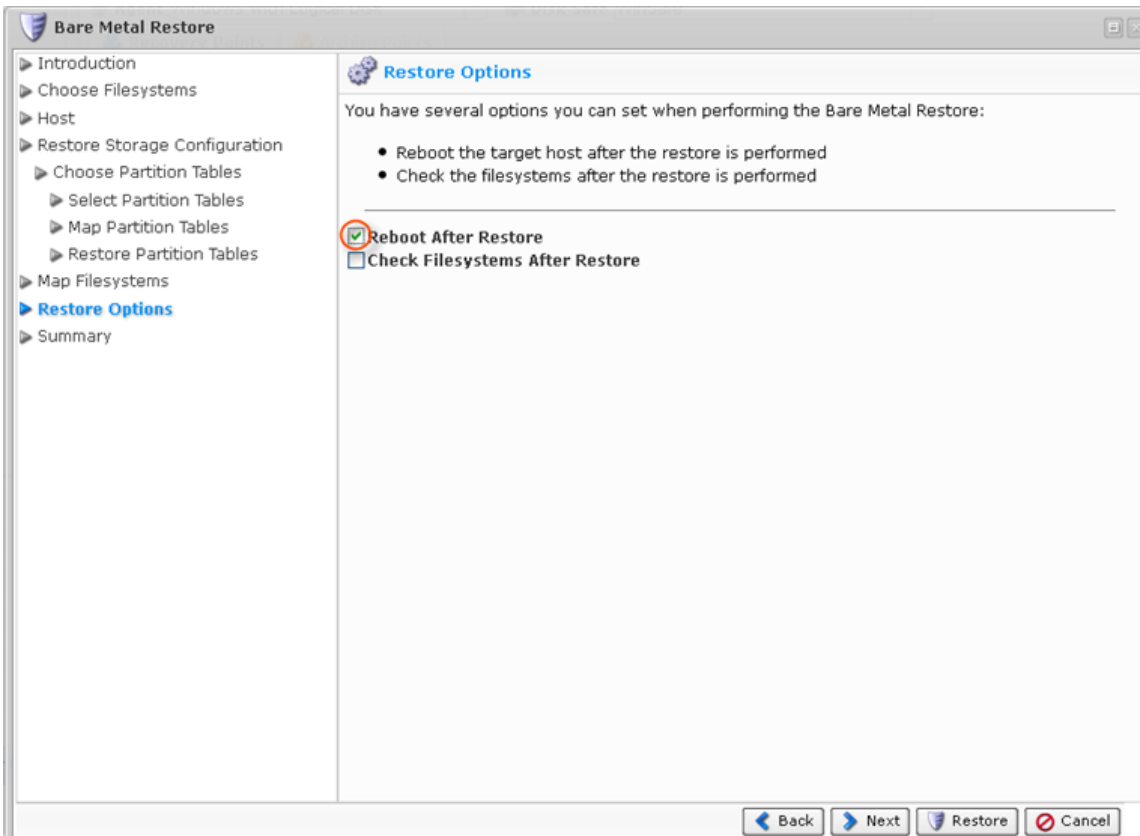 Bare Metal Restore
Introduction
Choose Filesystems
Host
Restore Storage Configuration
Choose Partition Tables
Select Partition Tables
Map Partition Tables
Restore Partition Tables
Map Filesystems
Restore Options
Summary
Restore Options
You have several options you can set when performing the Bare Metal Restore:
• Reboot the target host after the restore is performed
• Check the filesystems after the restore is performed
Reboot After Restore
Check Filesystems After Restore
Back Next Restore Cancel